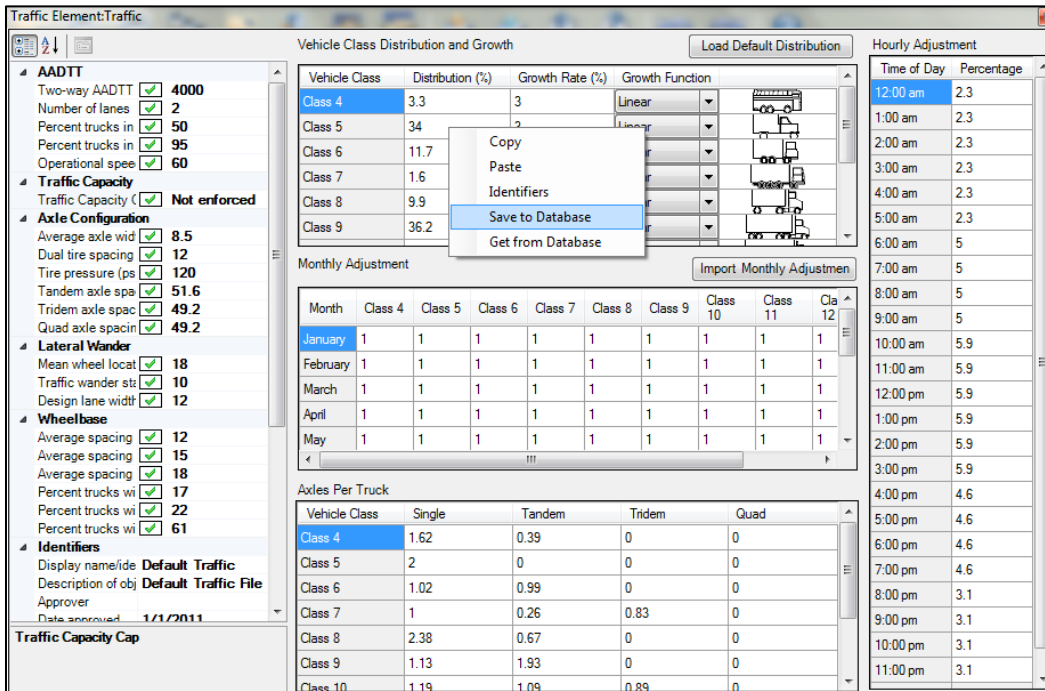 Traffic Element:Traffic
AADTT
Two-way AADTT 4000
Number of lanes 2
Percent trucks in 50
Percent trucks in 95
Operational spee 60
Traffic Capacity
Traffic Capacity ( Not enforced
Axle Configuration
Average axle wid 8.5
Dual tire spacing 12
Tire pressure (ps 120
Tandem axle spa 51.6
Tridem axle spac 49.2
Quad axle spacin 49.2
Lateral Wander
Mean wheel locat 18
Traffic wander sta 10
Design lane width 12
Wheelbase
Average spacing 12
Average spacing 15
Average spacing 18
Percent trucks wi 17
Percent trucks wi 22
Percent trucks wi 61
Identifiers
Display name/ide Default Traffic
Description of obj Default Traffic File
Approver
Date approved 1/1/2011
Traffic Capacity Cap
Vehicle Class Distribution and Growth Load Default Distribution
Vehicle Class Distribution (%) Growth Rate (%) Growth Function
Class 4 3.3 3 Linear
Class 5 34 3 Linear
Class 6 11.7
Class 7 1.6
Class 8 9.9
Class 9 36.2
Copy
Paste
Identifiers
Save to Database
Get from Database
Monthly Adjustment Import Monthly Adjustmen
Month Class 4 Class 5 Class 6 Class 7 Class 8 Class 9 Class 10 Class 11 Cla 12
January 1 1 1 1 1 1 1 1 1
February 1 1 1 1 1 1 1 1 1
March 1 1 1 1 1 1 1 1 1
April 1 1 1 1 1 1 1 1 1
May 1 1 1 1 1 1 1 1 1
Axles Per Truck
Vehicle Class Single Tandem Tridem Quad
Class 4 1.62 0.39 0 0
Class 5 2 0 0 0
Class 6 1.02 0.99 0 0
Class 7 1 0.26 0.83 0
Class 8 2.38 0.67 0 0
Class 9 1.13 1.93 0 0
Class 10 1.19 1.09 0.89 0
Hourly Adjustment
Time of Day Percentage
12:00 am 2.3
1:00 am 2.3
2:00 am 2.3
3:00 am 2.3
4:00 am 2.3
5:00 am 2.3
6:00 am 5
7:00 am 5
8:00 am 5
9:00 am 5
10:00 am 5.9
11:00 am 5.9
12:00 pm 5.9
1:00 pm 5.9
2:00 pm 5.9
3:00 pm 5.9
4:00 pm 4.6
5:00 pm 4.6
6:00 pm 4.6
7:00 pm 4.6
8:00 pm 3.1
9:00 pm 3.1
10:00 pm 3.1
11:00 pm 3.1